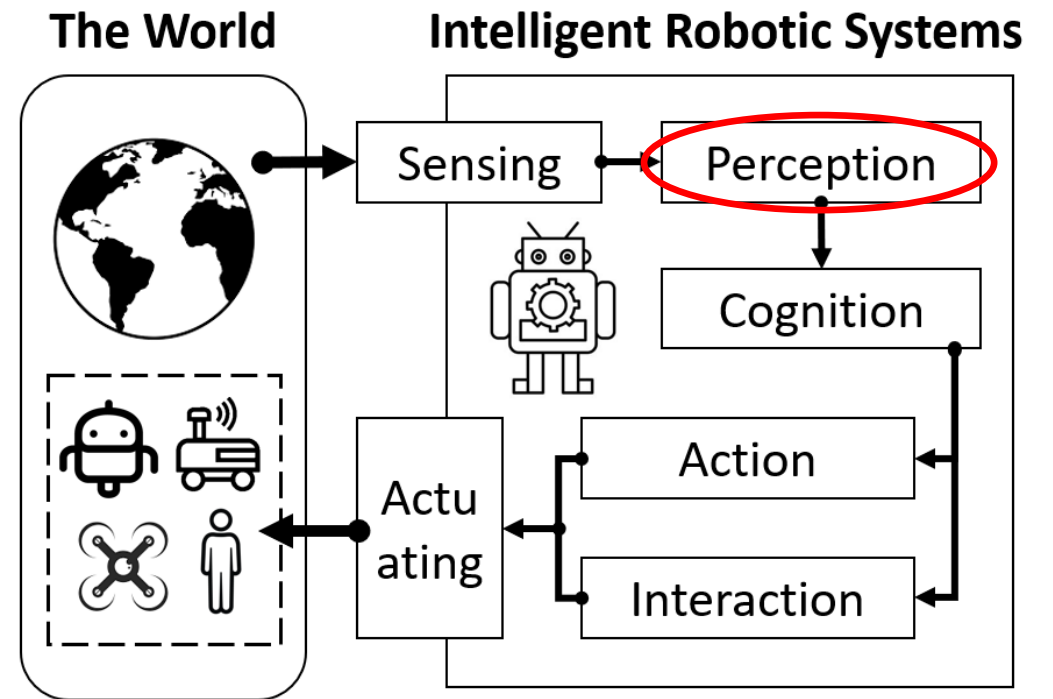 The World
Intelligent Robotic Systems
Sensing
Perception
Cognition
Action
Actu
ating
Interaction